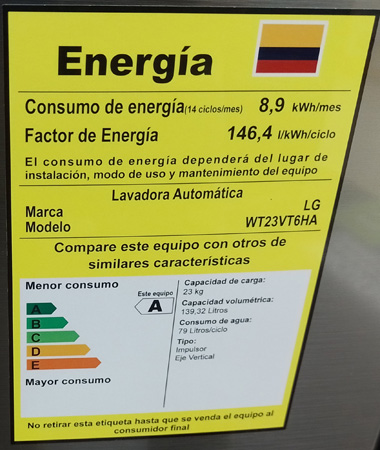 Energía
Consumo de energía(14 ciclos/mes) 8,9 kWh/mes
Factor de Energía 146,4 l/kWh/ciclo
El consumo de energía dependerá del lugar de
instalación, modo de uso y mantenimiento del equipo
Lavadora Automática
Marca LG
Modelo WT23VT6HA
Compare este equipo con otros de
similares características
Menor consumo
Este equipo
A
A
B
C
D
E
Mayor consumo
Capacidad de carga:
23 kg
Capacidad volumétrica:
139,32 Litros
Consumo de agua:
79 Litros/ciclo
Tipo:
Impulsor
Eje Vertical
No retirar esta etiqueta hasta que se venda el equipo al
consumidor final